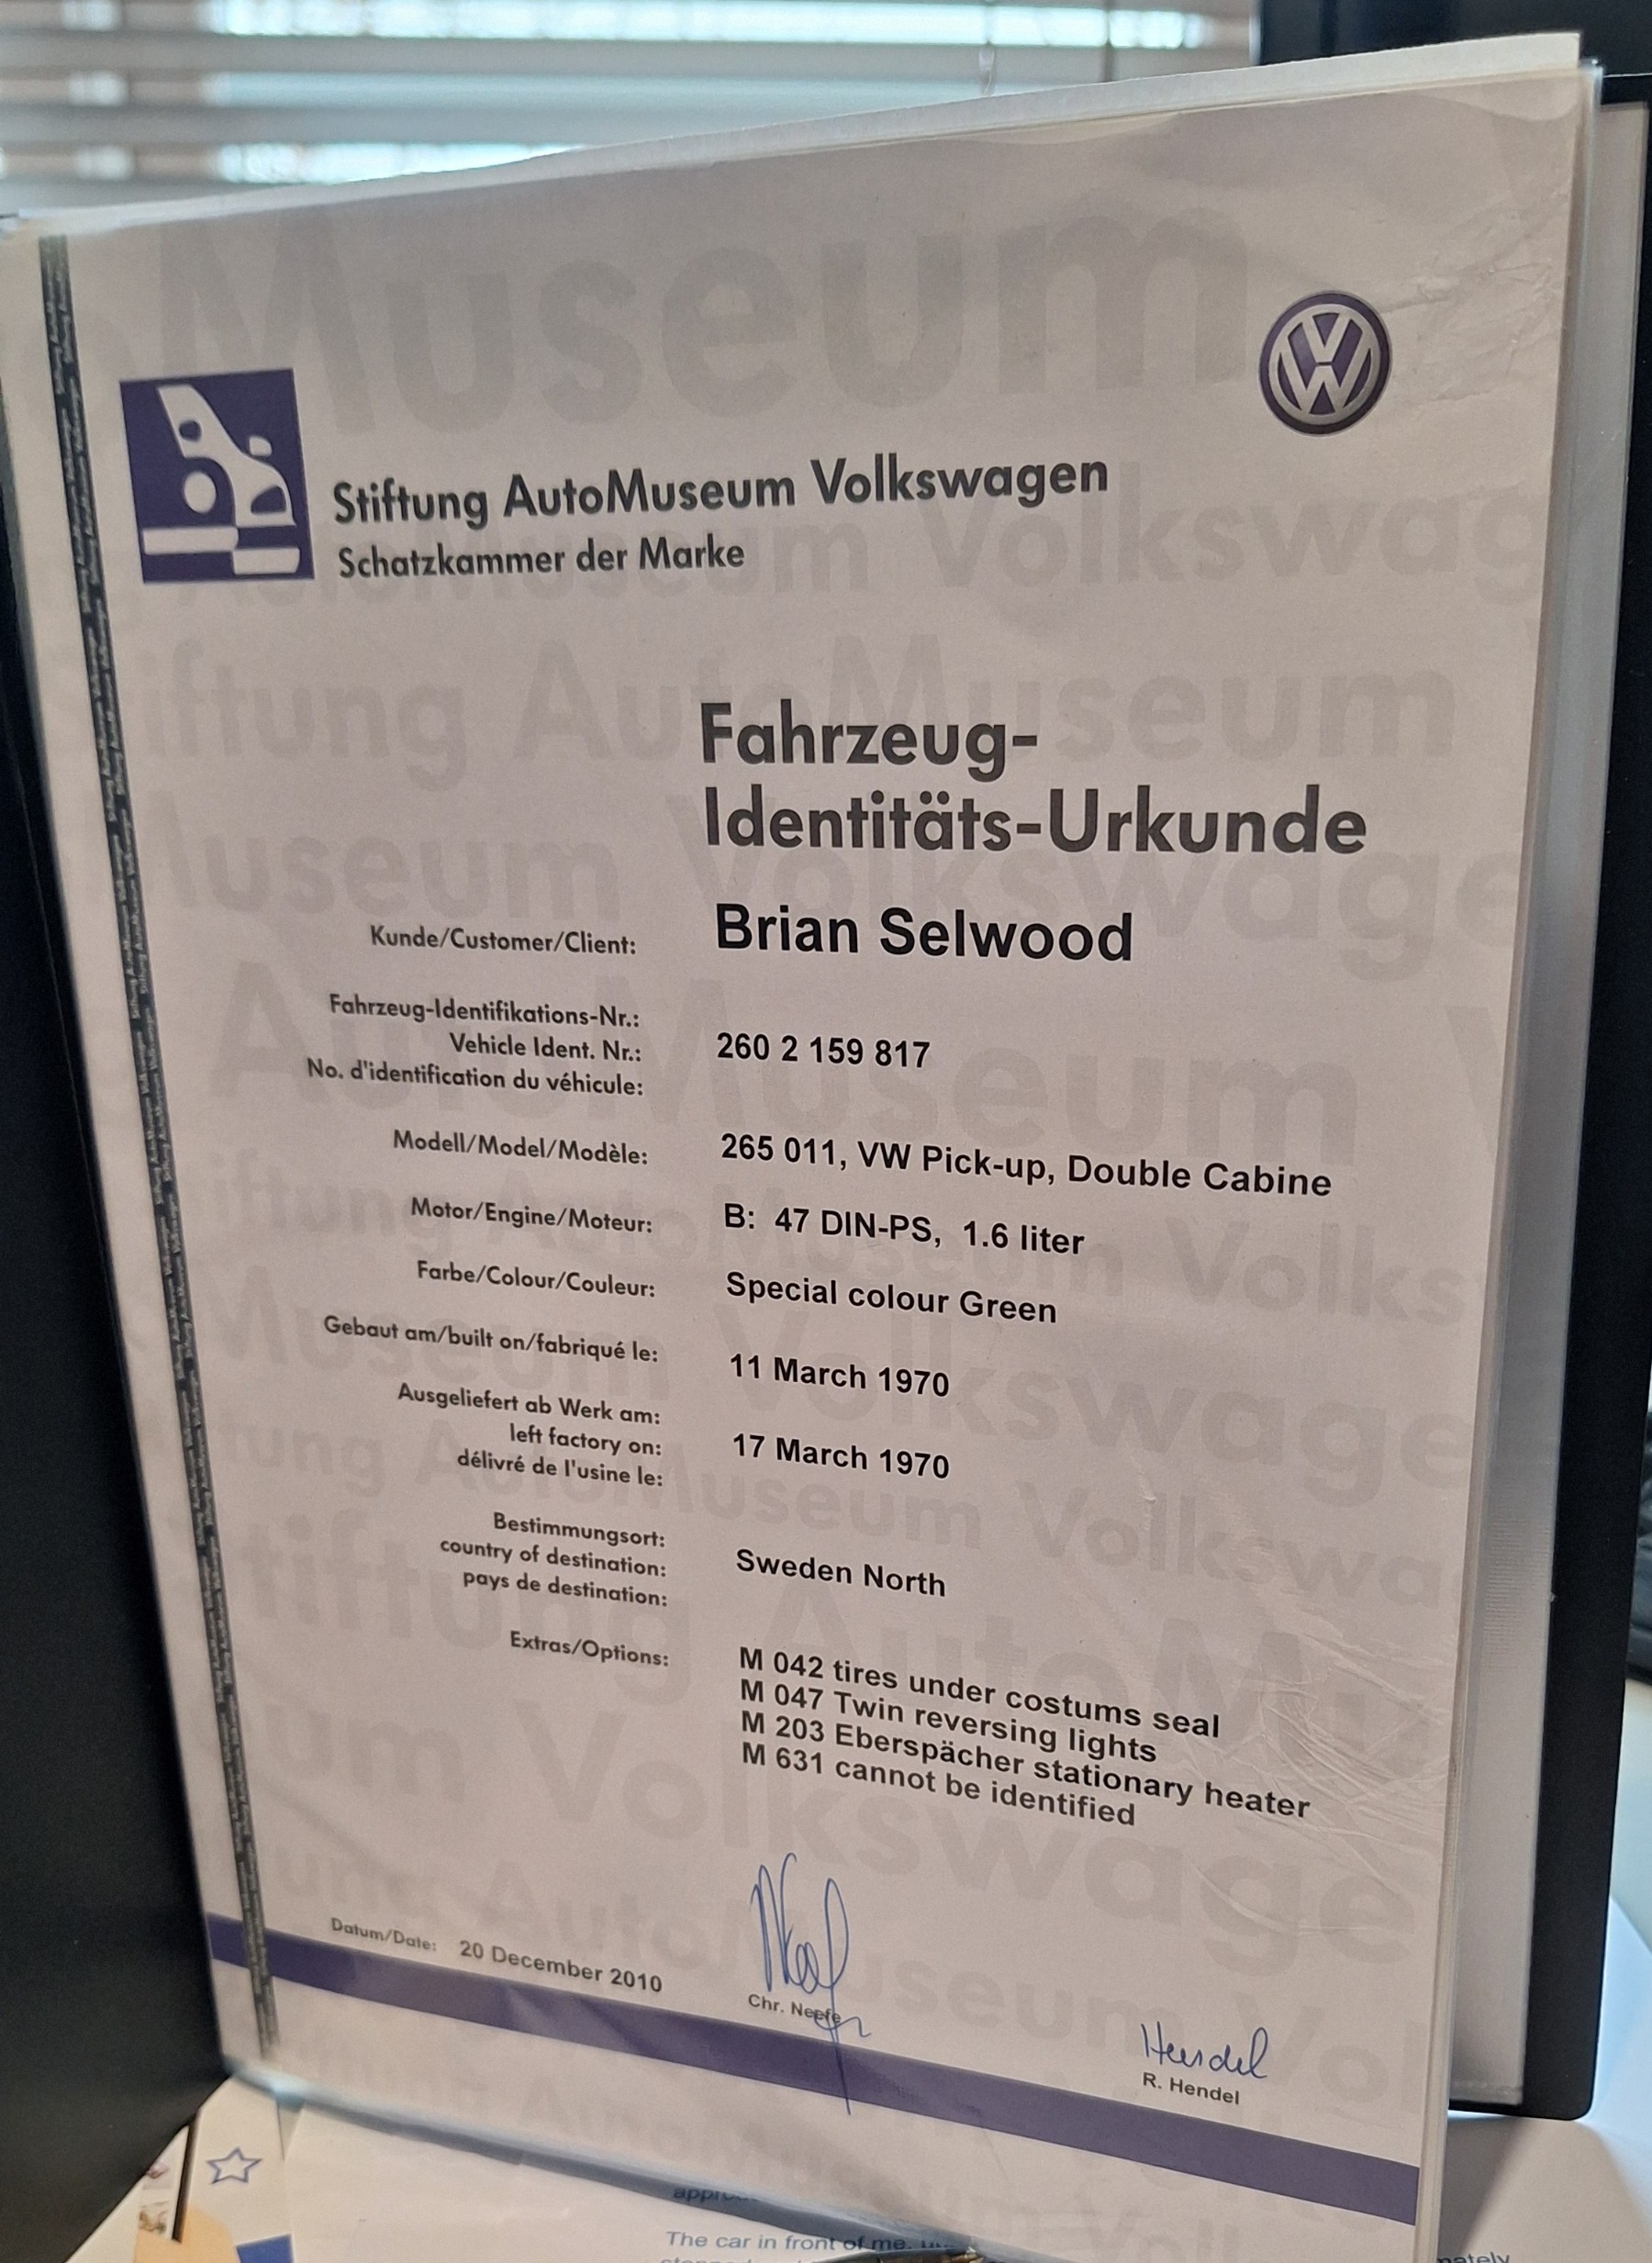 Stiftung AutoMuseum Volkswagen
Schatzkammer der Marke
Fahrzeug-
Identitäts-Urkunde
Kunde/Customer/Client: Brian Selwood
Fahrzeug-Identifikations-Nr.:
Vehicle Ident. Nr.: 260 2 159 817
No. d'identification du véhicule:
Modell/Model/Modèle: 265 011, VW Pick-up, Double Cabine
Motor/Engine/Moteur: B: 47 DIN-PS, 1.6 liter
Farbe/Colour/Couleur: Special colour Green
Gebaut am/built on/fabriqué le: 11 March 1970
Ausgeliefert ab Werk am:
left factory on: 17 March 1970
délivré de l'usine le:
Bestimmungsort:
country of destination: Sweden North
pays de destination:
Extras/Options: M 042 tires under costums seal
M 047 Twin reversing lights
M 203 Eberspächer stationary heater
M 631 cannot be identified
Datum/Date: 20 December 2010
Chr. Neefe
Hendel
R. Hendel
The car in front of me,